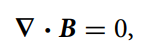 ∇ · B = 0,